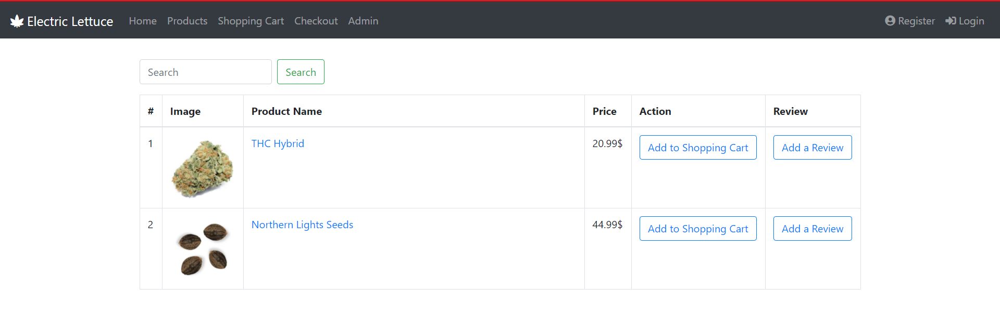 Electric Lettuce Home Products Shopping Cart Checkout Admin Register Login
Search Search
# Image Product Name Price Action Review
1 THC Hybrid 20.99$ Add to Shopping Cart Add a Review
2 Northern Lights Seeds 44.99$ Add to Shopping Cart Add a Review